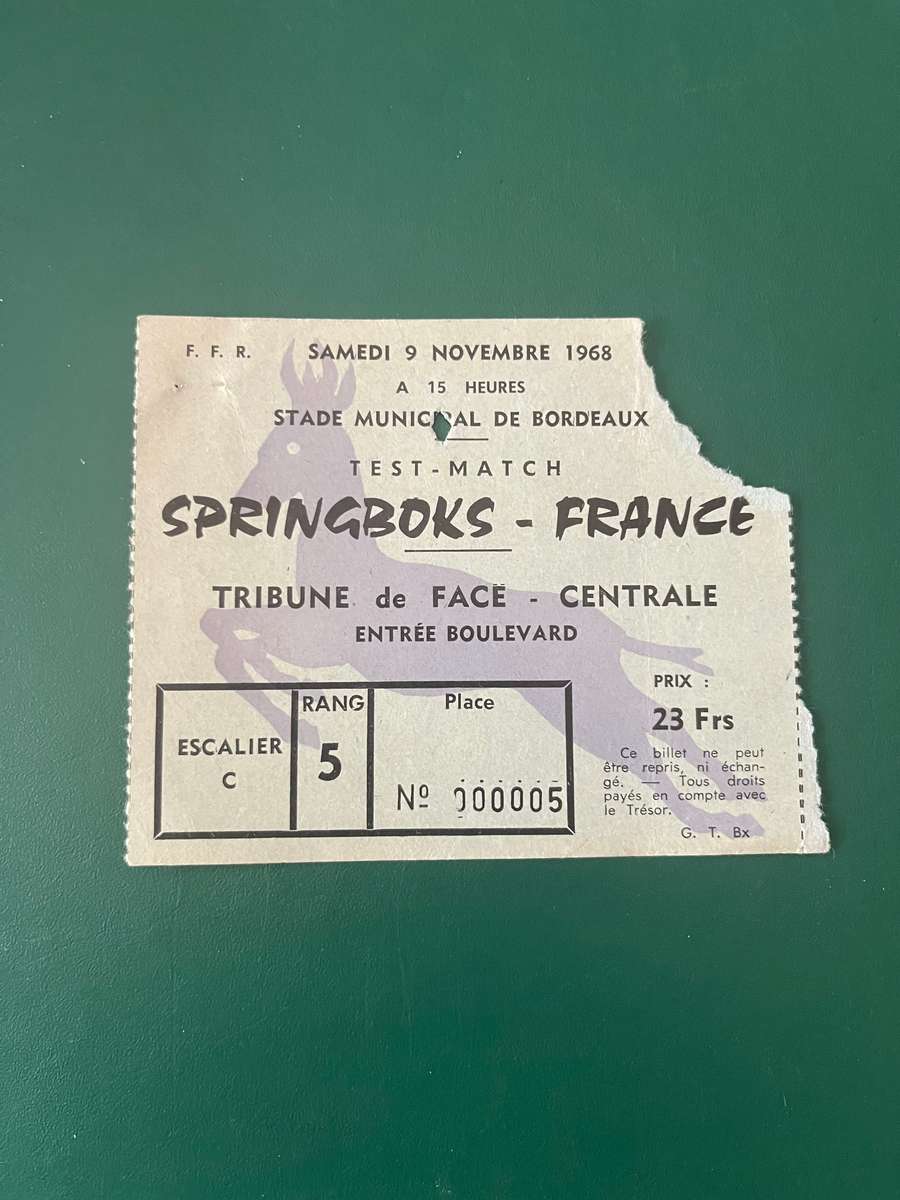 F. F. R.
SAMEDI 9 NOVEMBRE 1968
A 15 HEURES
STADE MUNICIPAL DE BORDEAUX
TEST-MATCH
SPRINGBOKS - FRANCE
TRIBUNE de FACE - CENTRALE
ENTRÉE BOULEVARD
ESCALIER
C
RANG
5
Place
Nº 000005
PRIX :
23 Frs
Ce billet ne peut
être repris, ni échan-
gé. — Tous droits
payés en compte avec
le Trésor.
G. T. Bx